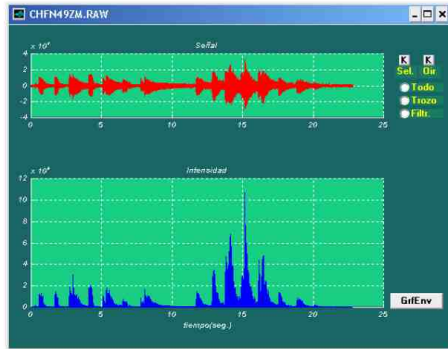 CHFN49ZM.RAW
Señal
x 10⁴
4
2
0
-2
-4
0 5 10 15 20 25
K K
Sel. Oir
Todo
Trozo
Filtr.
Intensidad
x 10⁸
12
10
8
6
4
2
0
0 5 10 15 20 25
tiempo(seg.)
GrfEnv